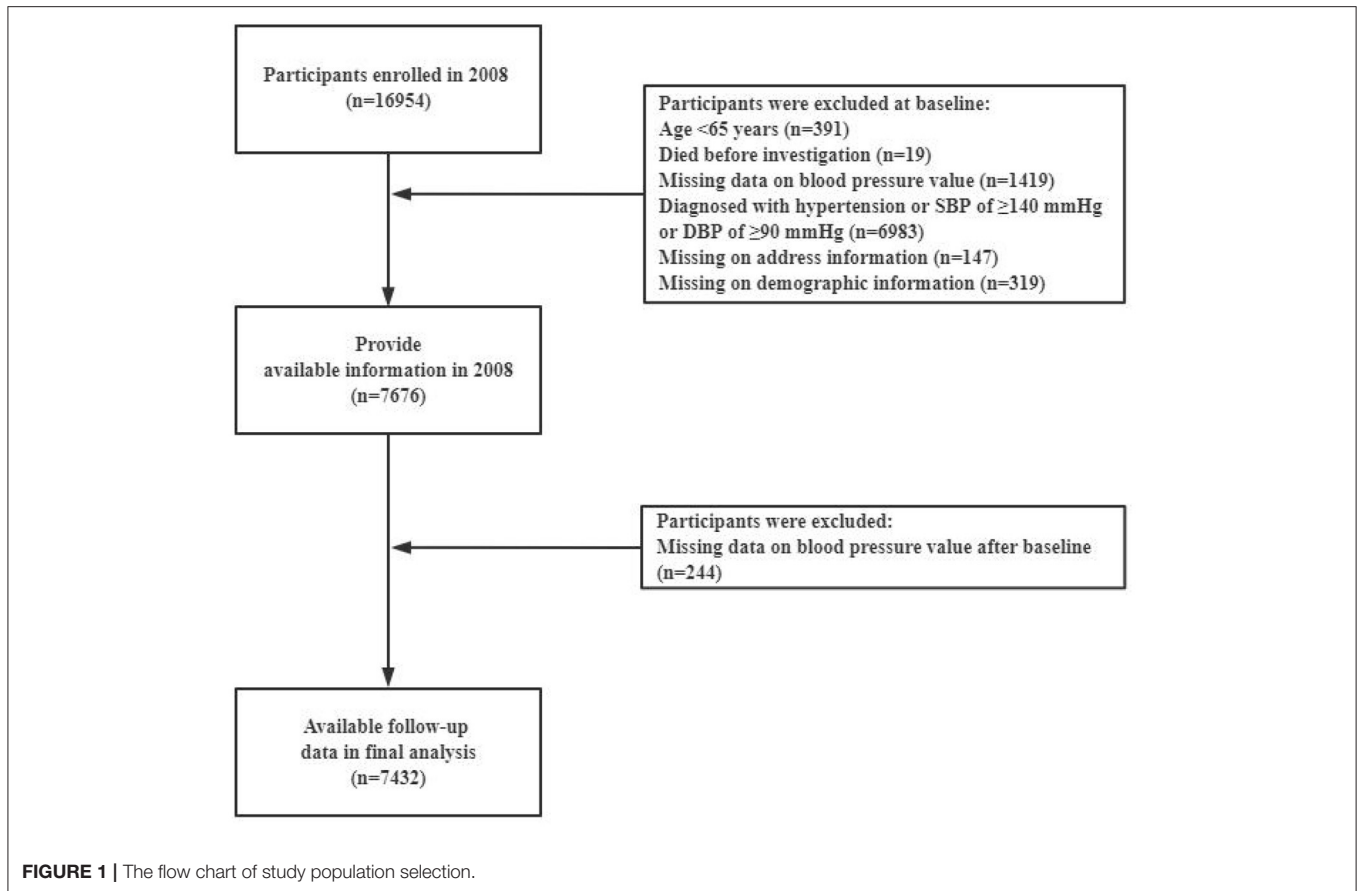 Participants enrolled in 2008
(n=16954)
Participants were excluded at baseline:
Age <65 years (n=391)
Died before investigation (n=19)
Missing data on blood pressure value (n=1419)
Diagnosed with hypertension or SBP of ≥140 mmHg
or DBP of ≥90 mmHg (n=6983)
Missing on address information (n=147)
Missing on demographic information (n=319)
Provide
available information in 2008
(n=7676)
Participants were excluded:
Missing data on blood pressure value after baseline
(n=244)
Available follow-up
data in final analysis
(n=7432)
FIGURE 1 | The flow chart of study population selection.